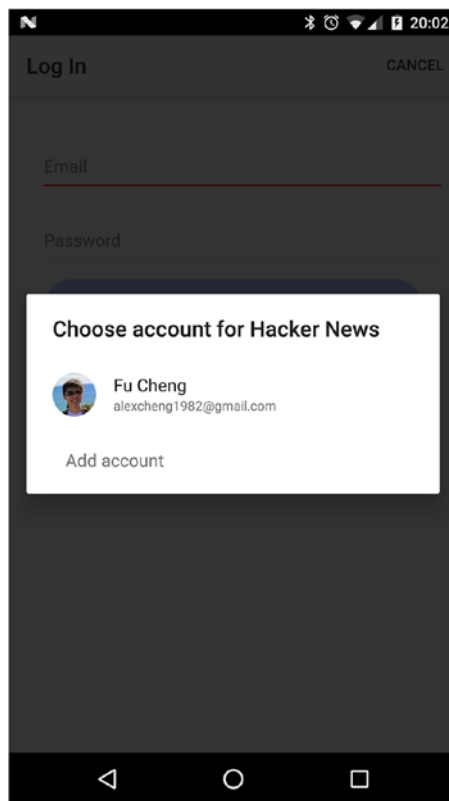 20:02
Log In
CANCEL
Email
Password
Choose account for Hacker News
Fu Cheng
alexcheng1982@gmail.com
Add account